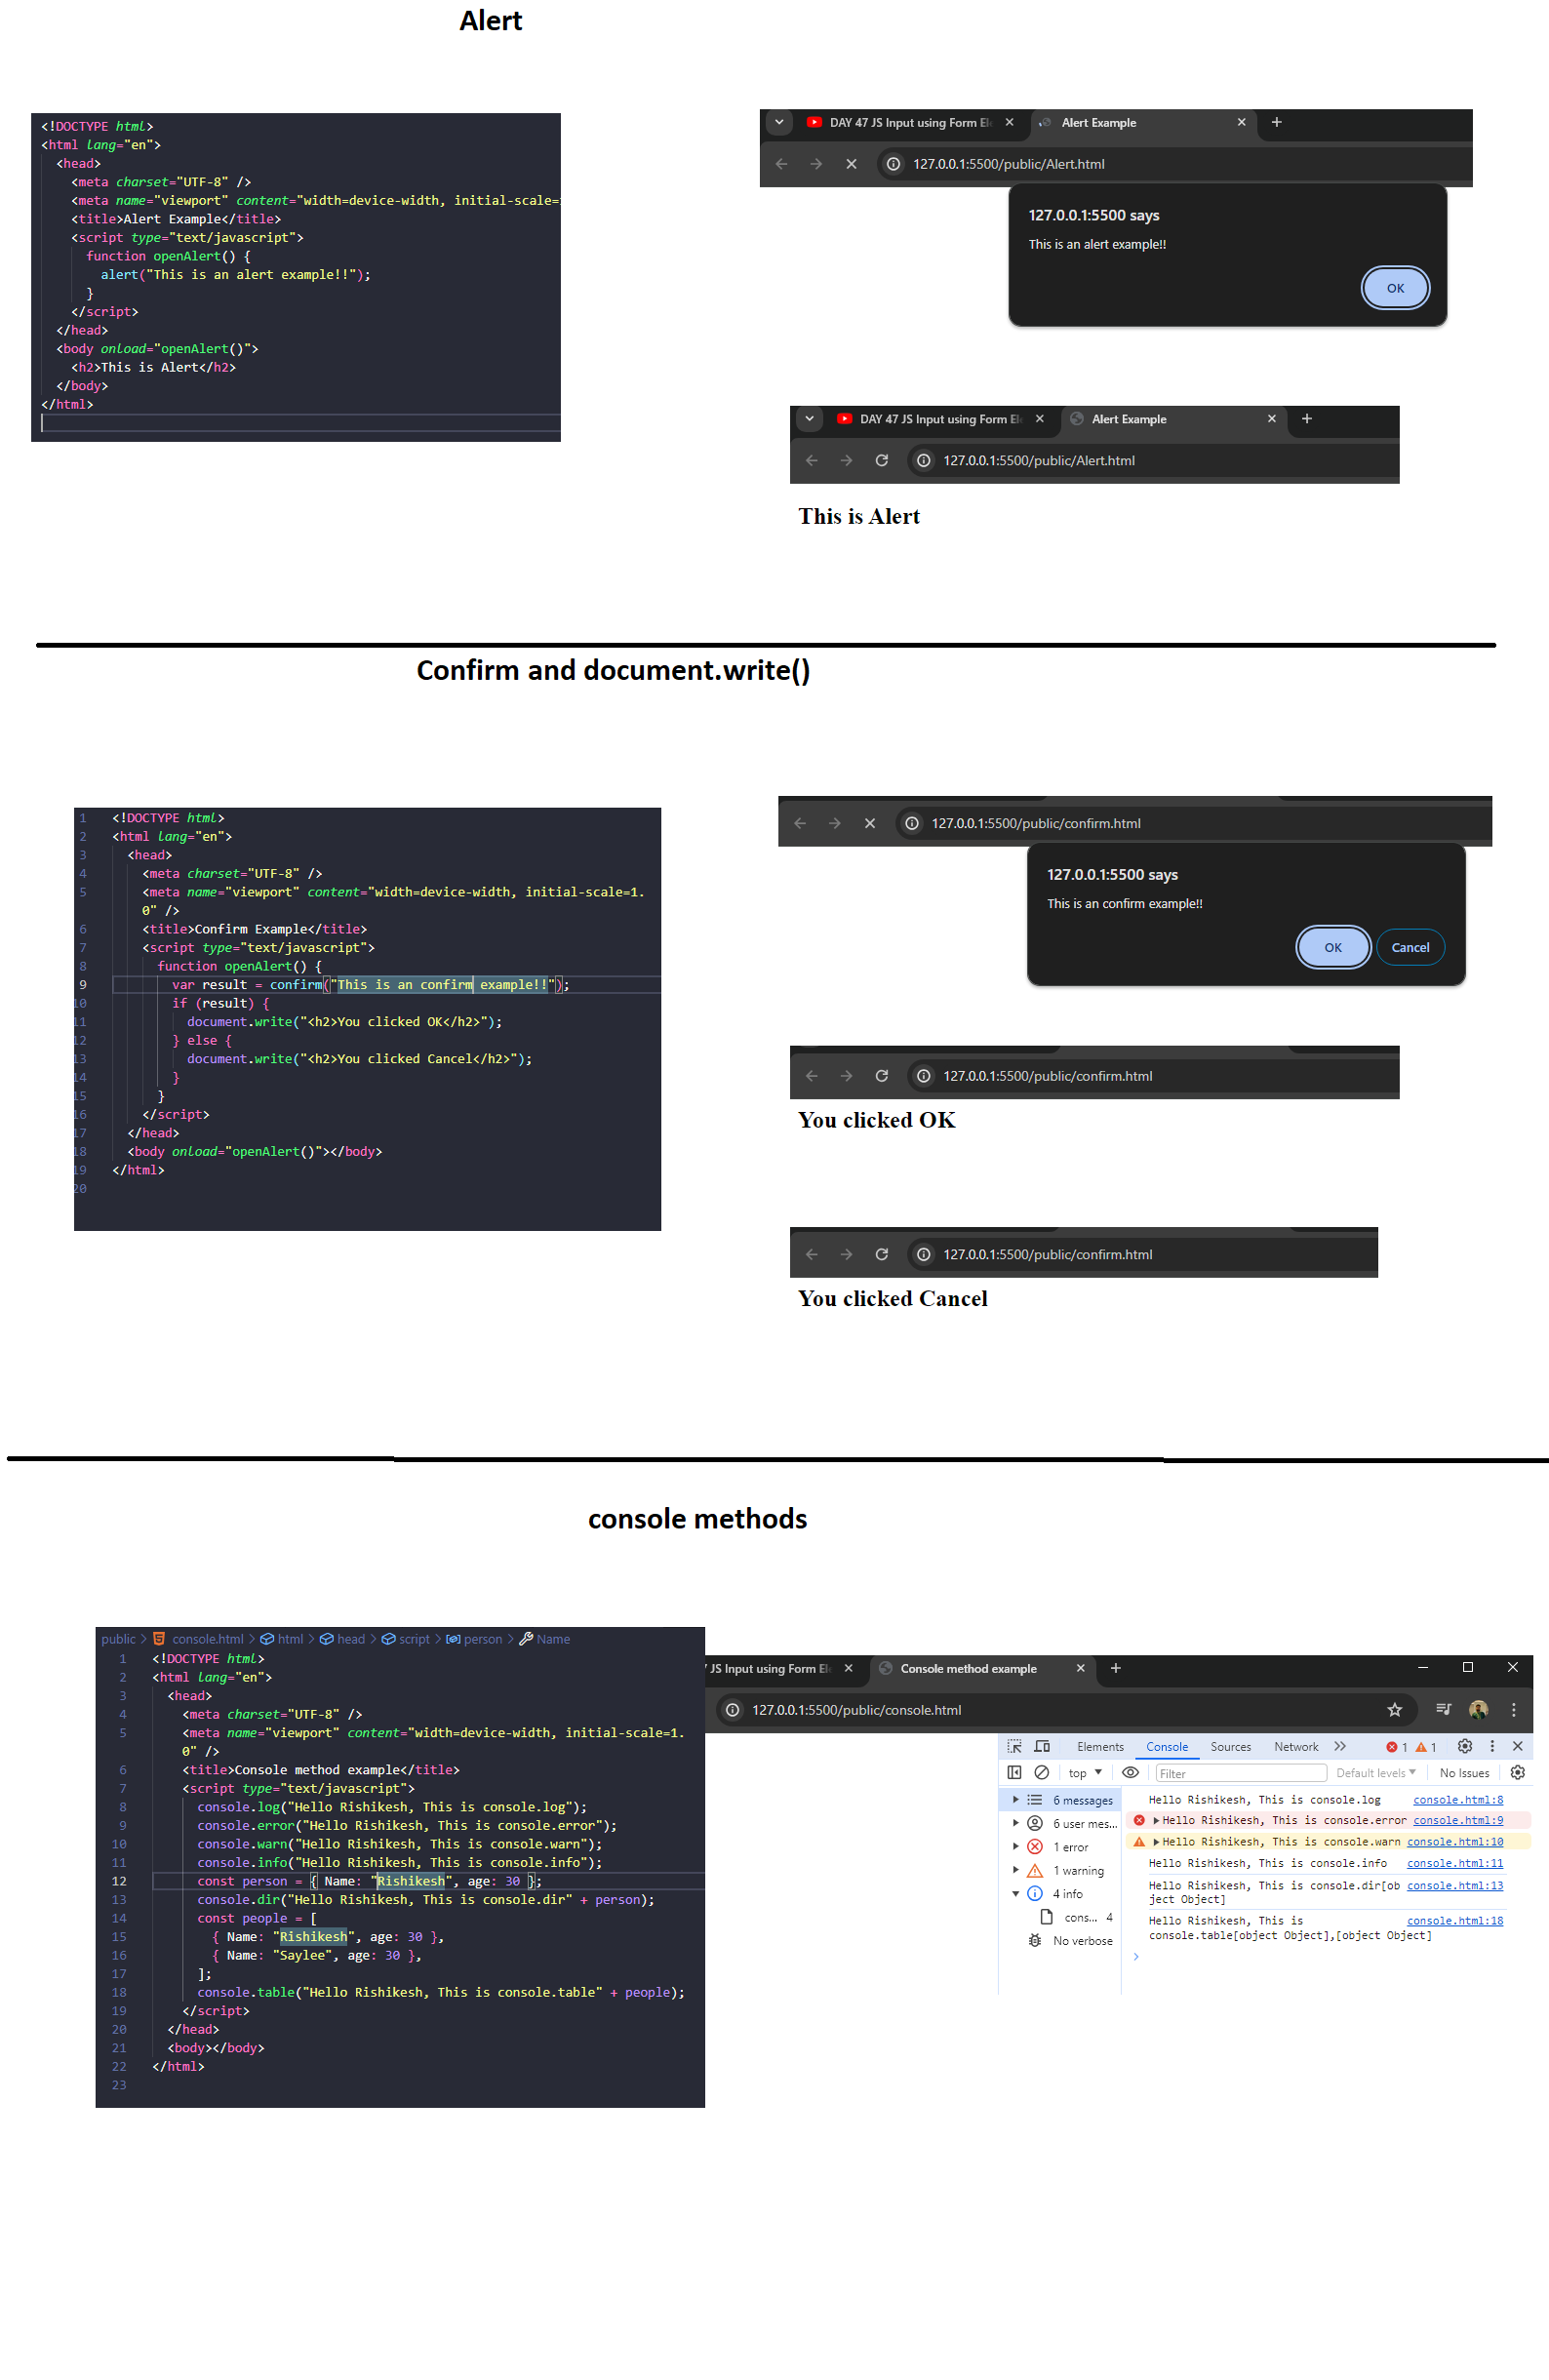 Alert
<!DOCTYPE html>
<html lang="en">
<head>
<meta charset="UTF-8" />
<meta name="viewport" content="width=device-width, initial-scale=
<title>Alert Example</title>
<script type="text/javascript">
function openAlert() {
alert("This is an alert example!!");
}
</script>
</head>
<body onload="openAlert()">
<h2>This is Alert</h2>
</body>
</html>
DAY 47 JS Input using Form Ele
Alert Example
127.0.0.1:5500/public/Alert.html
127.0.0.1:5500 says
This is an alert example!!
OK
DAY 47 JS Input using Form Ele
Alert Example
127.0.0.1:5500/public/Alert.html
This is Alert
Confirm and document.write()
1 <!DOCTYPE html>
2 <html lang="en">
3 <head>
4 <meta charset="UTF-8" />
5 <meta name="viewport" content="width=device-width, initial-scale=1.
0" />
6 <title>Confirm Example</title>
7 <script type="text/javascript">
8 function openAlert() {
9 var result = confirm("This is an confirm example!!");
10 if (result) {
11 document.write("<h2>You clicked OK</h2>");
12 } else {
13 document.write("<h2>You clicked Cancel</h2>");
14 }
15 }
16 </script>
17 </head>
18 <body onload="openAlert()"></body>
19 </html>
20
127.0.0.1:5500/public/confirm.html
127.0.0.1:5500 says
This is an confirm example!!
OK Cancel
127.0.0.1:5500/public/confirm.html
You clicked OK
127.0.0.1:5500/public/confirm.html
You clicked Cancel
console methods
public > console.html > html > head > script > person > Name
1 <!DOCTYPE html>
2 <html lang="en">
3 <head>
4 <meta charset="UTF-8" />
5 <meta name="viewport" content="width=device-width, initial-scale=1.
0" />
6 <title>Console method example</title>
7 <script type="text/javascript">
8 console.log("Hello Rishikesh, This is console.log");
9 console.error("Hello Rishikesh, This is console.error");
10 console.warn("Hello Rishikesh, This is console.warn");
11 console.info("Hello Rishikesh, This is console.info");
12 const person = { Name: "Rishikesh", age: 30 };
13 console.dir("Hello Rishikesh, This is console.dir" + person);
14 const people = [
15 { Name: "Rishikesh", age: 30 },
16 { Name: "Saylee", age: 30 },
17 ];
18 console.table("Hello Rishikesh, This is console.table" + people);
19 </script>
20 </head>
21 <body></body>
22 </html>
23
JS Input using Form Ele
Console method example
127.0.0.1:5500/public/console.html
Elements Console Sources Network 1 1
top Filter Default levels No Issues
6 messages
6 user mes...
1 error
1 warning
4 info
cons... 4
No verbose
Hello Rishikesh, This is console.log console.html:8
Hello Rishikesh, This is console.error console.html:9
Hello Rishikesh, This is console.warn console.html:10
Hello Rishikesh, This is console.info console.html:11
Hello Rishikesh, This is console.dir[ob console.html:13
ject Object]
Hello Rishikesh, This is console.html:18
console.table[object Object],[object Object]